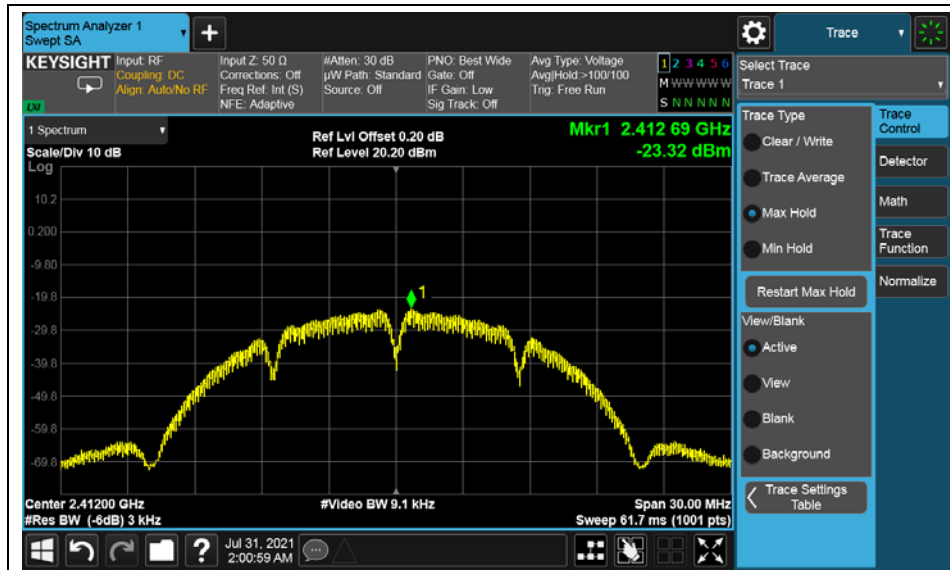 Spectrum Analyzer 1
Swept SA
+
Trace
KEYSIGHT
Input: RF
Coupling: DC
Align: Auto/No RF
Input Z: 50 Ω
Corrections: Off
Freq Ref: Int (S)
NFE: Adaptive
#Atten: 30 dB
µW Path: Standard
Source: Off
PNO: Best Wide
Gate: Off
IF Gain: Low
Sig Track: Off
Avg Type: Voltage
Avg|Hold:>100/100
Trig: Free Run
1 2 3 4 5 6
M W W W W W
S N N N N N
LXI
Select Trace
Trace 1
1 Spectrum
Scale/Div 10 dB
Log
Ref Lvl Offset 0.20 dB
Ref Level 20.20 dBm
Mkr1 2.412 69 GHz
-23.32 dBm
10.2
0.200
-9.80
-19.8
-29.8
-39.8
-49.8
-59.8
-69.8
1
Center 2.41200 GHz
#Res BW (-6dB) 3 kHz
#Video BW 9.1 kHz
Span 30.00 MHz
Sweep 61.7 ms (1001 pts)
Trace Type
Clear / Write
Trace Average
Max Hold
Min Hold
Restart Max Hold
View/Blank
Active
View
Blank
Background
Trace Settings
Table
Trace
Control
Detector
Math
Trace
Function
Normalize
?
Jul 31, 2021
2:00:59 AM